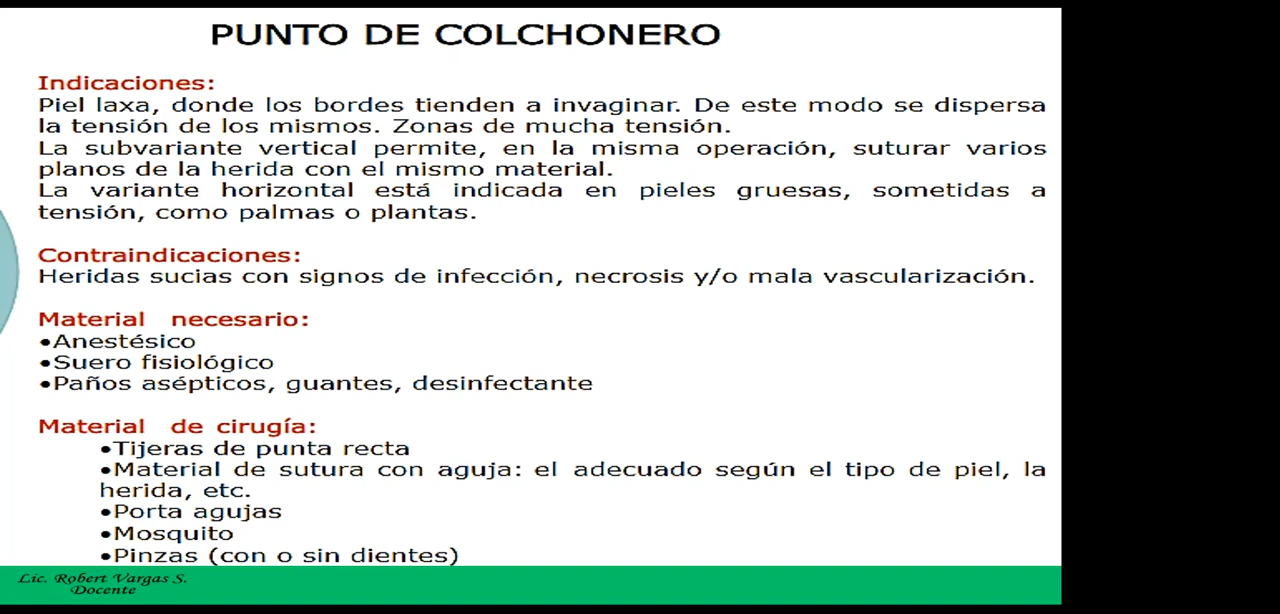 PUNTO DE COLCHONERO
Indicaciones:
Piel laxa, donde los bordes tienden a invaginar. De este modo se dispersa
la tensión de los mismos. Zonas de mucha tensión.
La subvariante vertical permite, en la misma operación, suturar varios
planos de la herida con el mismo material.
La variante horizontal está indicada en pieles gruesas, sometidas a
tensión, como palmas o plantas.
Contraindicaciones:
Heridas sucias con signos de infección, necrosis y/o mala vascularización.
Material necesario:
•Anestésico
•Suero fisiológico
•Paños asépticos, guantes, desinfectante
Material de cirugía:
•Tijeras de punta recta
•Material de sutura con aguja: el adecuado según el tipo de piel, la
herida, etc.
•Porta agujas
•Mosquito
•Pinzas (con o sin dientes)
Lic. Robert Vargas S.
Docente